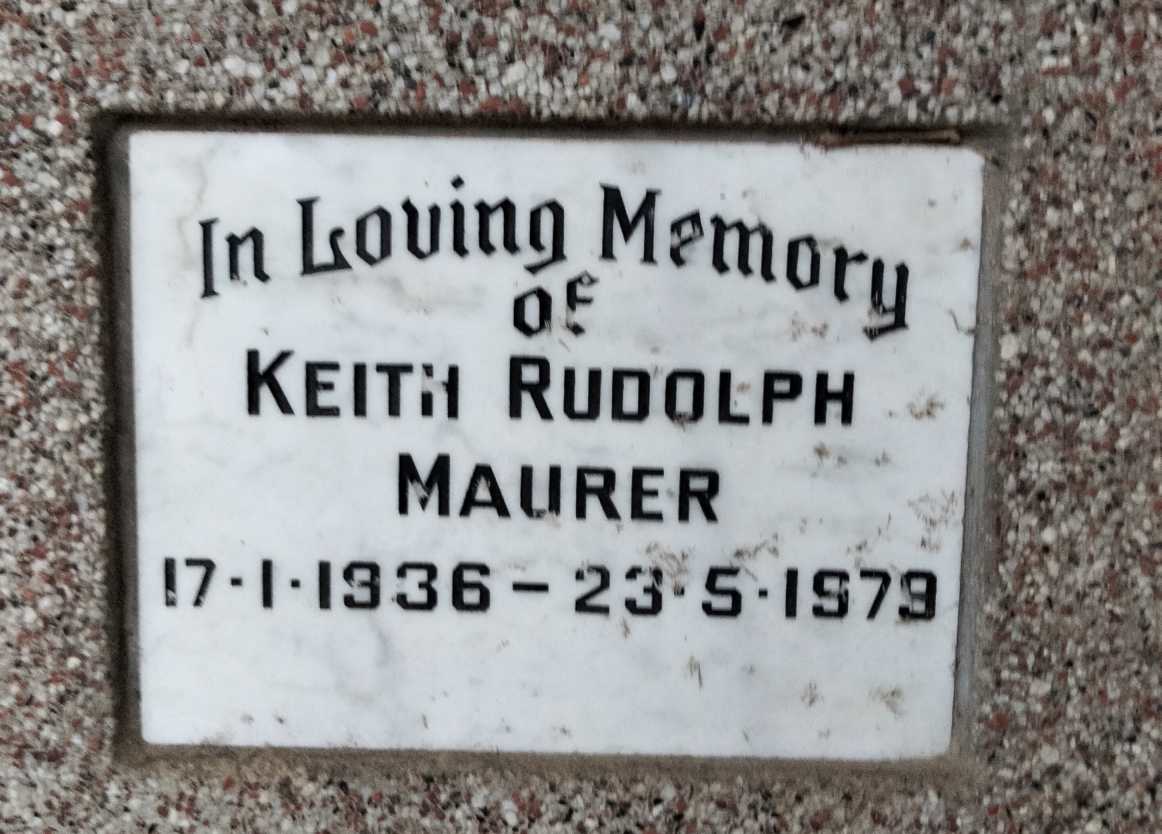 In Loving Memory
of
KEITH RUDOLPH
MAURER
17·1·1936 – 23·5·1979